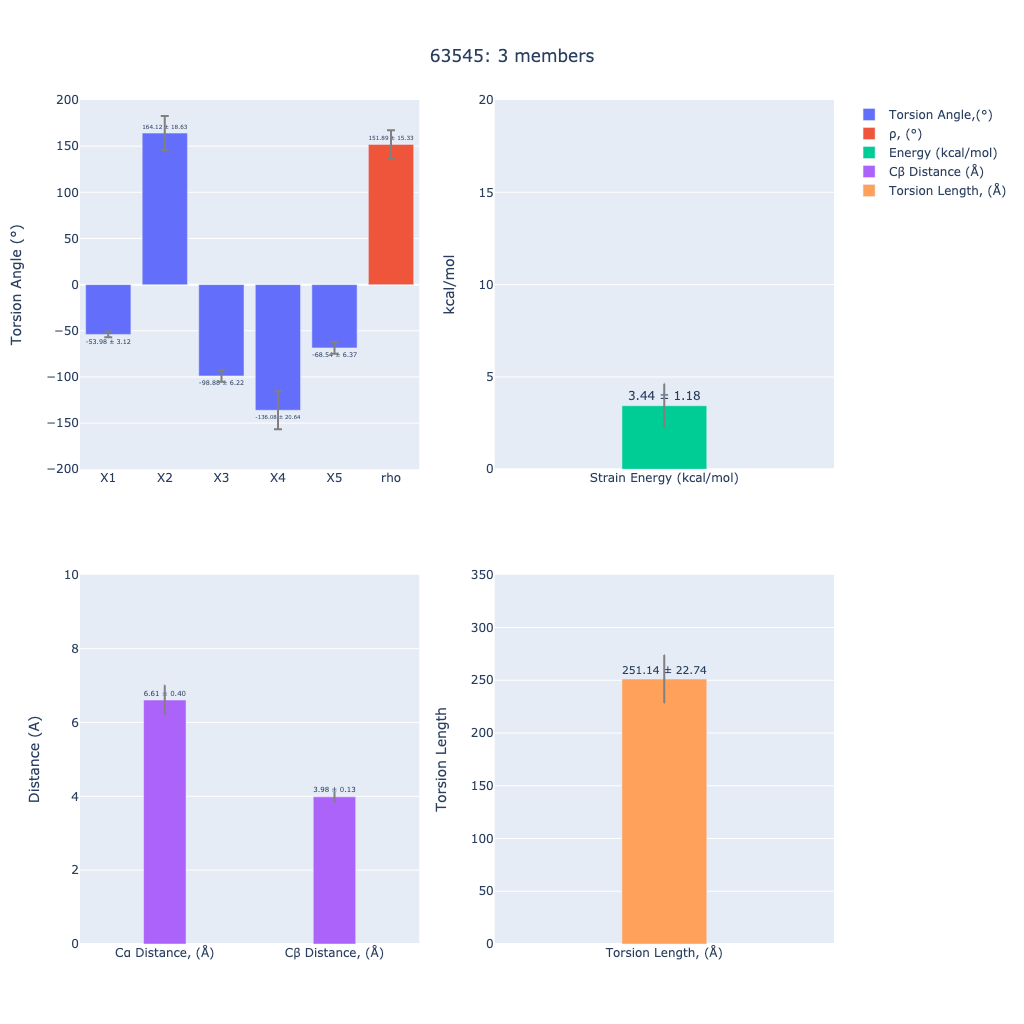 63545: 3 members
Torsion Angle (°)
200
150
100
50
0
−50
−100
−150
−200
164.12 ± 18.63
151.89 ± 15.33
-53.98 ± 3.12
-98.88 ± 6.22
-136.08 ± 20.64
-68.54 ± 6.37
X1 X2 X3 X4 X5 rho
kcal/mol
20
15
10
5
0
3.44 ± 1.18
Strain Energy (kcal/mol)
Torsion Angle,(°)
ρ, (°)
Energy (kcal/mol)
Cβ Distance (Å)
Torsion Length, (Å)
Distance (A)
10
8
6
4
2
0
6.61 ± 0.40
3.98 ± 0.13
Cα Distance, (Å) Cβ Distance, (Å)
Torsion Length
350
300
250
200
150
100
50
0
251.14 ± 22.74
Torsion Length, (Å)